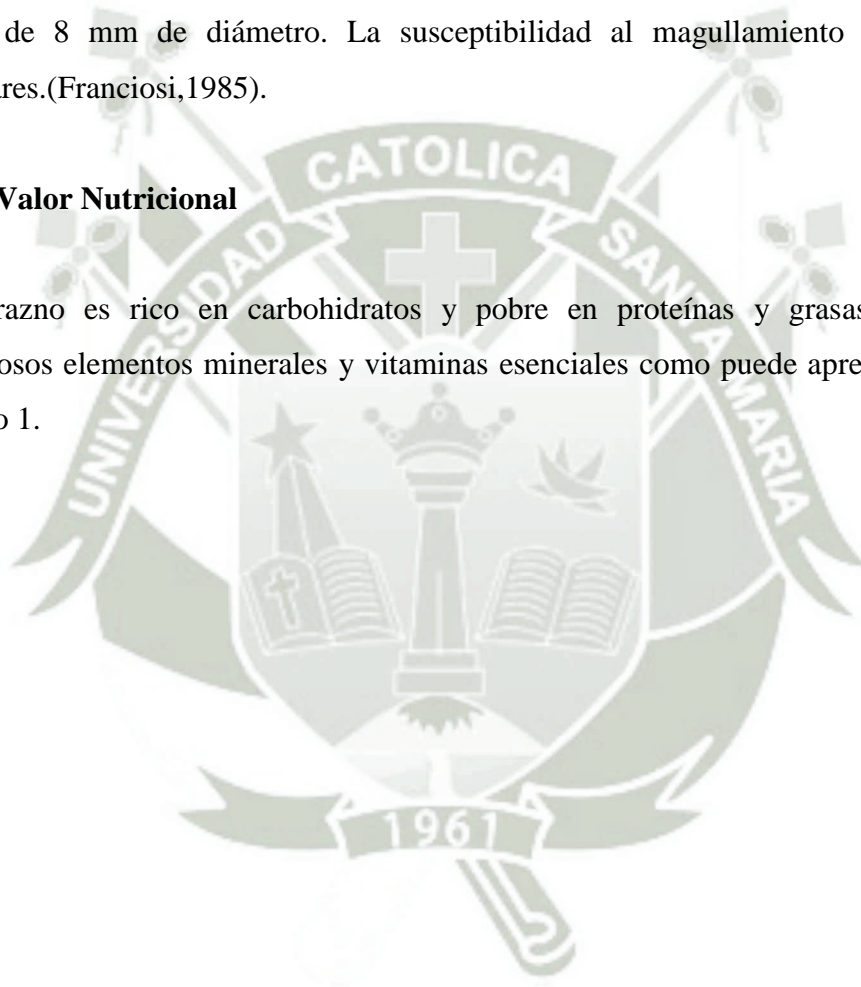 de 8 mm de diámetro. La susceptibilidad al magullamiento
ares.(Franciosi,1985).
Valor Nutricional
razno es rico en carbohidratos y pobre en proteínas y grasas
osos elementos minerales y vitaminas esenciales como puede apre
o 1.
UNIVERSIDAD CATOLICA SANTA MARIA
1961